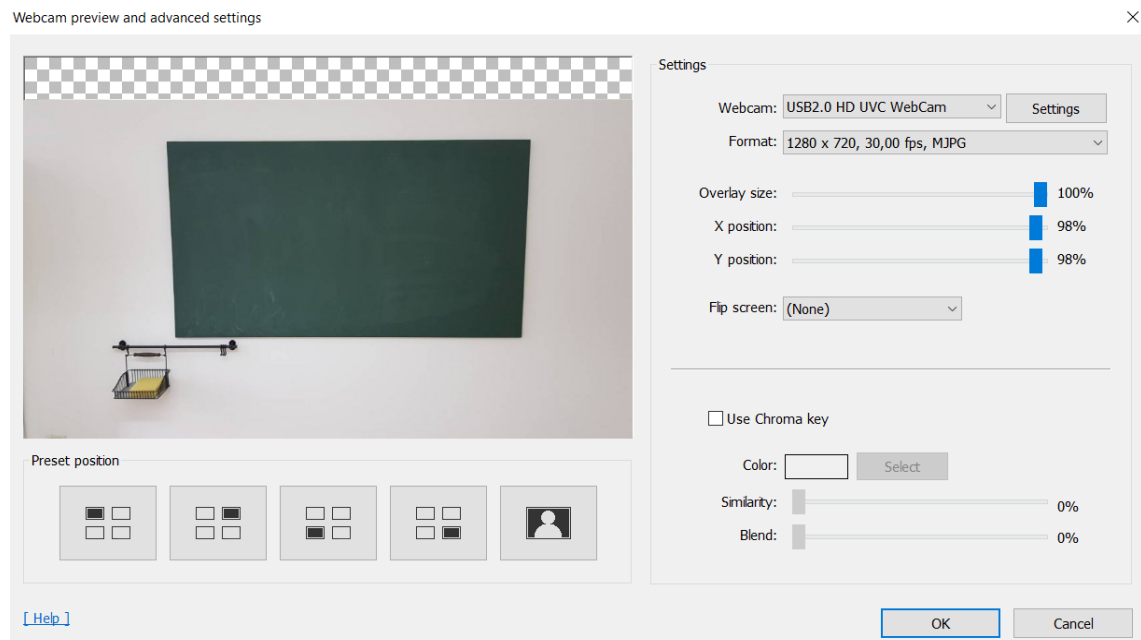 Webcam preview and advanced settings
Settings
Webcam: USB2.0 HD UVC WebCam Settings
Format: 1280 x 720, 30,00 fps, MJPG
Overlay size: 100%
X position: 98%
Y position: 98%
Flip screen: (None)
Use Chroma key
Color: Select
Similarity: 0%
Blend: 0%
Preset position
[ Help ]
OK Cancel